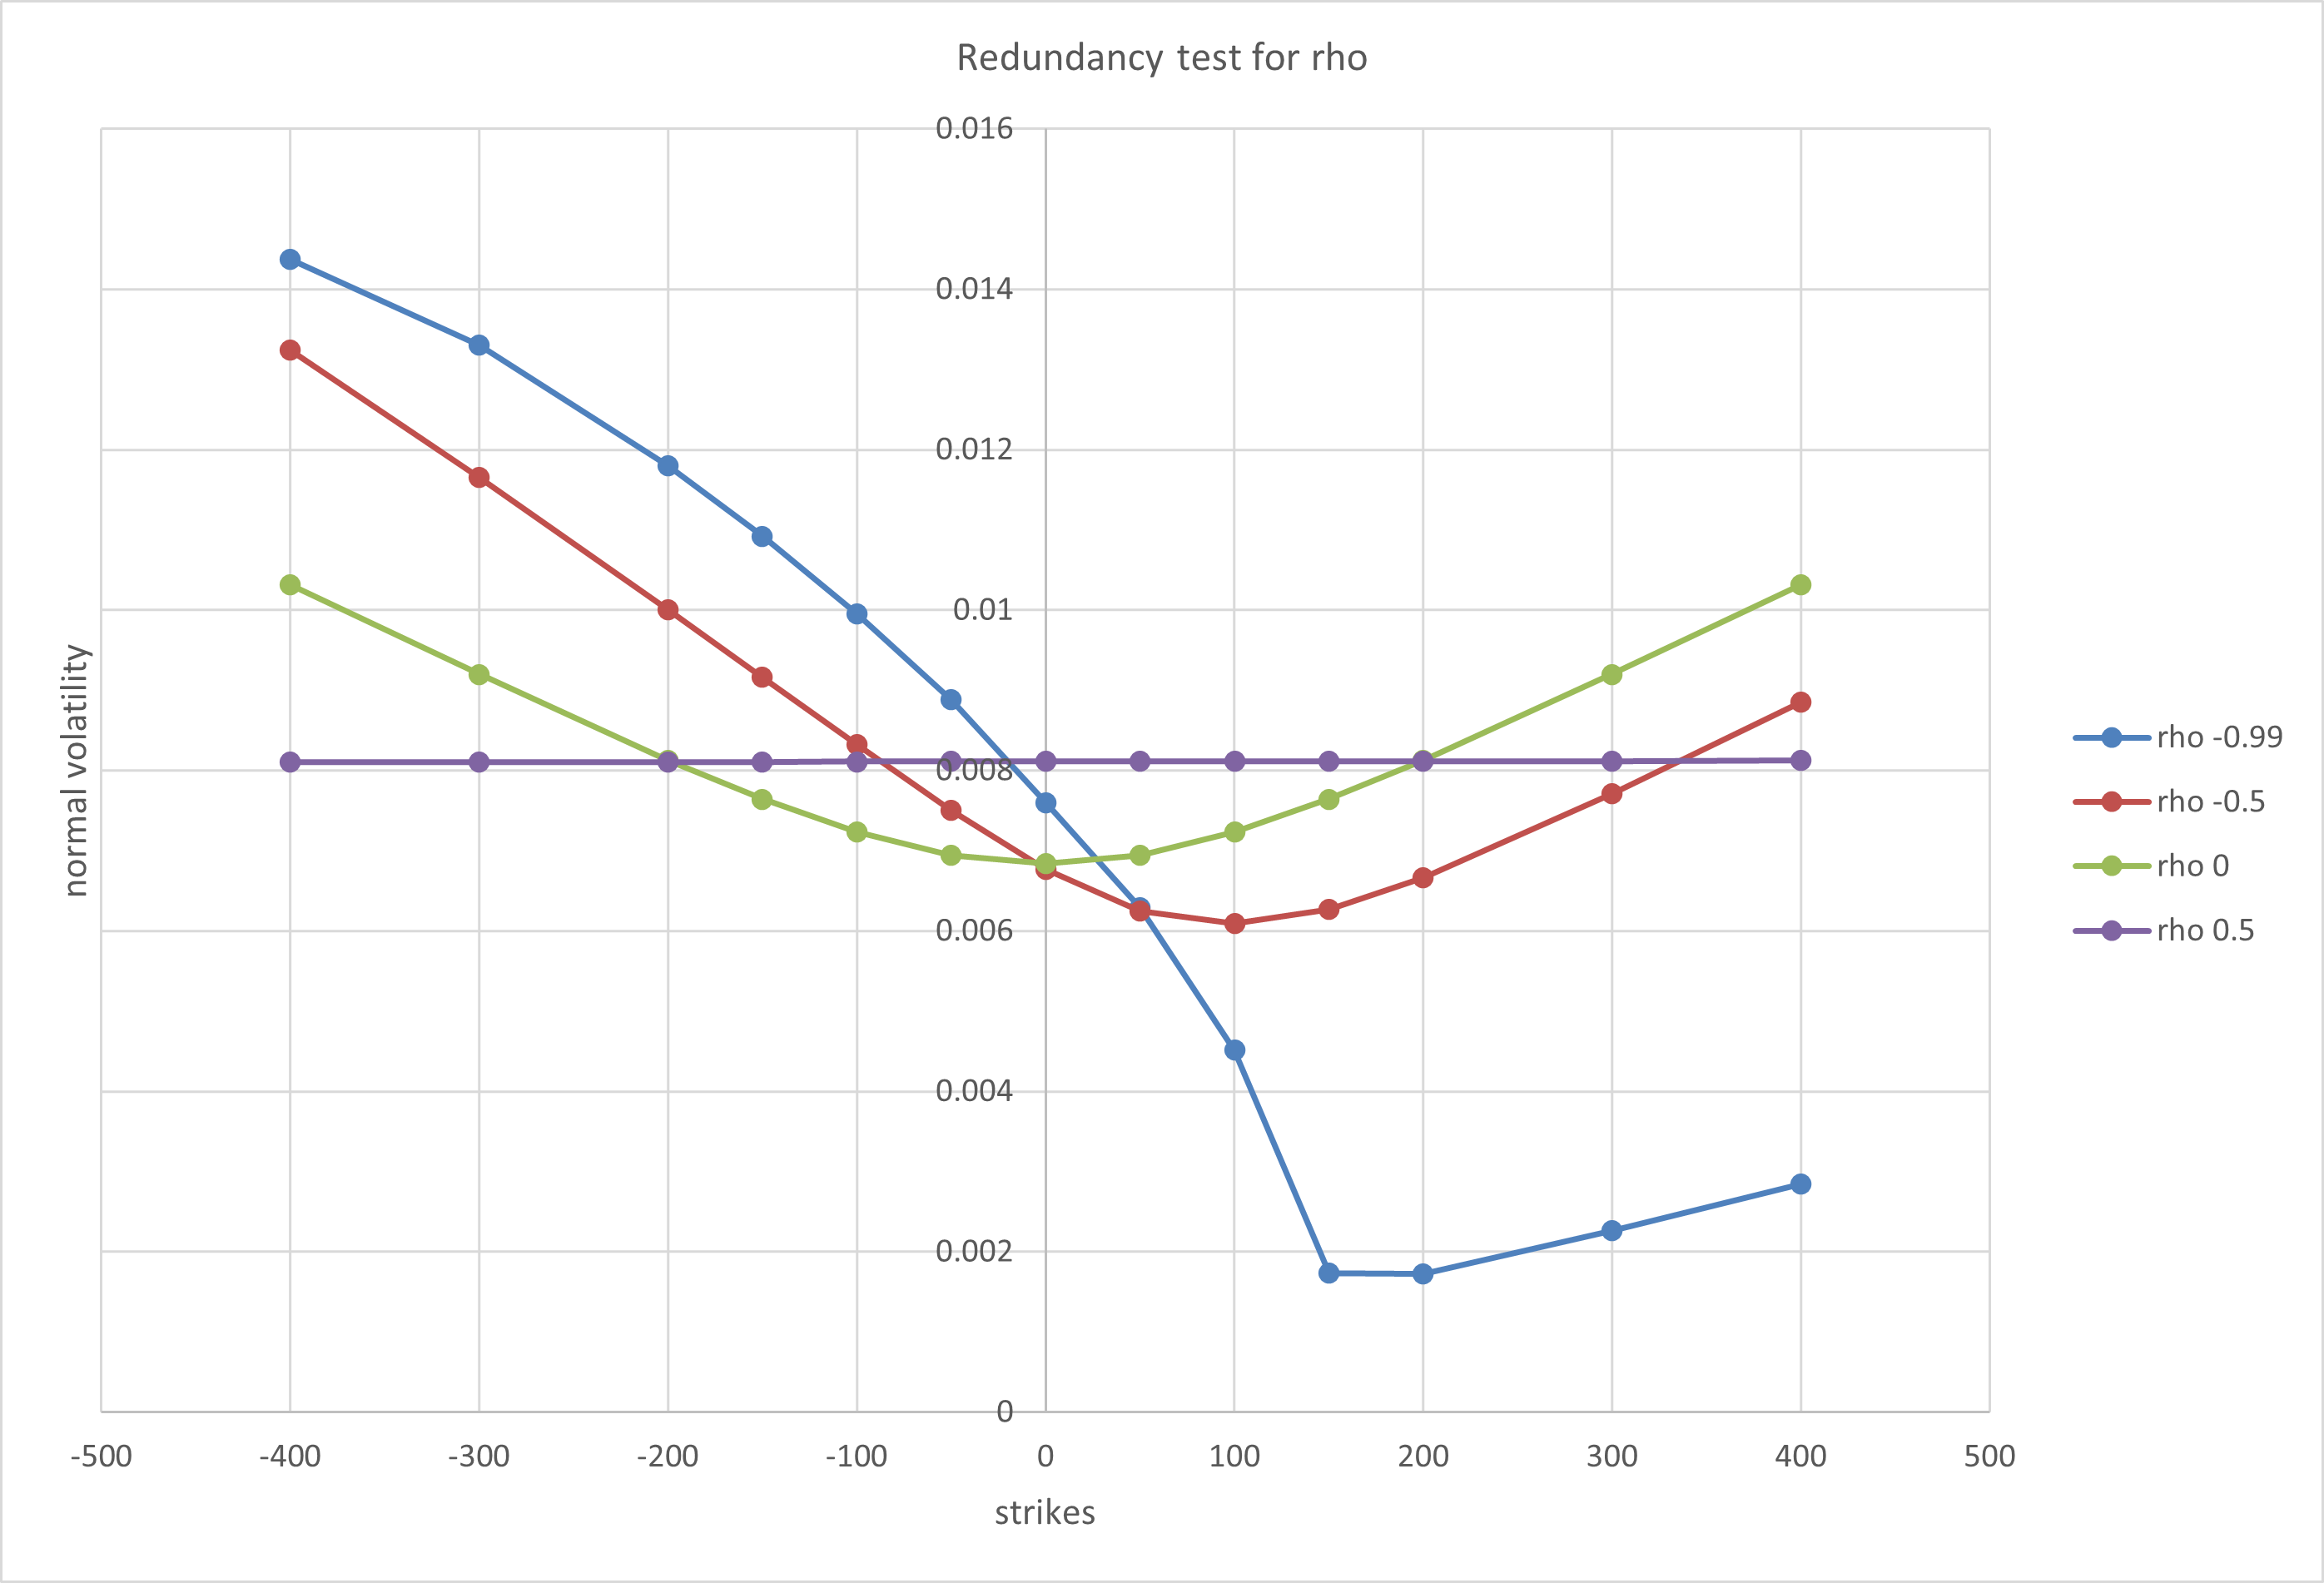 Redundancy test for rho
0.016
0.014
0.012
0.01
0.008
0.006
0.004
0.002
0
normal volatility
-500 -400 -300 -200 -100 0 100 200 300 400 500
strikes
rho -0.99
rho -0.5
rho 0
rho 0.5